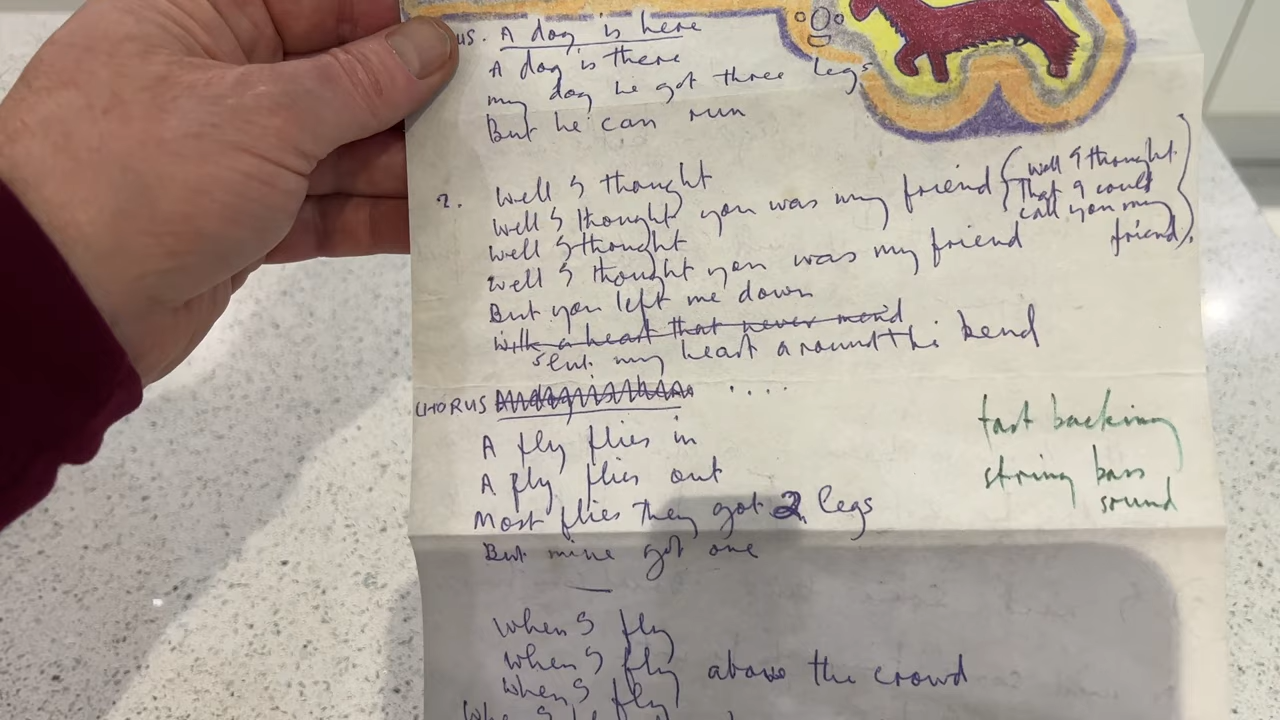 us. A dog is here
A dog is there
my dog he got three legs
But he can run
2. Well I thought
Well I thought you was my friend (Well I thought
that I could
call you my
friend).
Well I thought
Well I thought you was my friend
But you left me down
with a heart that never mend
sent my heart around the bend
CHORUS ....
A fly flies in
A fly flies out
Most flies they got 2 legs
But mine got one
fast backing
string bass
sound
When I fly
When I fly above the crowd
When I fly